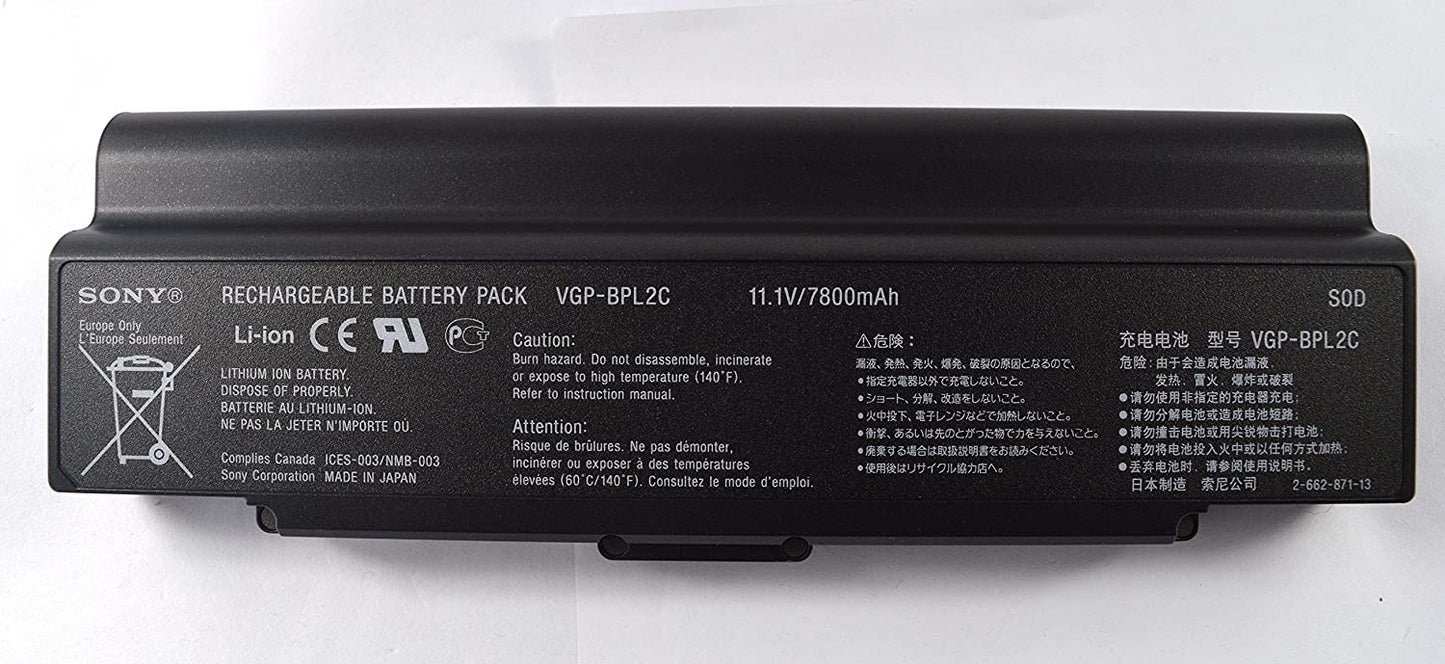 SONY® RECHARGEABLE BATTERY PACK VGP-BPL2C 11.1V/7800mAh SOD
Europe Only
L'Europe Seulement
Li-ion CE UR PCT
LITHIUM ION BATTERY.
DISPOSE OF PROPERLY.
BATTERIE AU LITHIUM-ION.
NE PAS LA JETER N'IMPORTE OÙ.
Complies Canada ICES-003/NMB-003
Sony Corporation MADE IN JAPAN
Caution:
Burn hazard. Do not disassemble, incinerate
or expose to high temperature (140°F).
Refer to instruction manual.
Attention:
Risque de brûlures. Ne pas démonter,
incinérer ou exposer à des températures
élevées (60°C/140°F). Consultez le mode d'emploi.
⚠危険：
漏液、発熱、発火、爆発、破裂の原因となるので、
●指定充電器以外で充電しないこと。
●ショート、分解、改造をしないこと。
●火中投下、電子レンジなどで加熱しないこと。
●衝撃、あるいは先のとがった物で力を与えないこと。
●廃棄する場合は取扱説明書をお読みください。
●使用後はリサイクル協力店へ。
充电电池 型号 VGP-BPL2C
危险：由于会造成电池漏液.
发热．冒火．爆炸或破裂
●请勿使用非指定的充电器充电；
●请勿分解电池或造成电池短路；
●请勿撞击电池或用尖锐物击打电池；
●请勿将电池投入火中或以任何方式加热；
●丢弃电池时．请参阅使用说明书。
日本制造 索尼公司 2-662-871-13